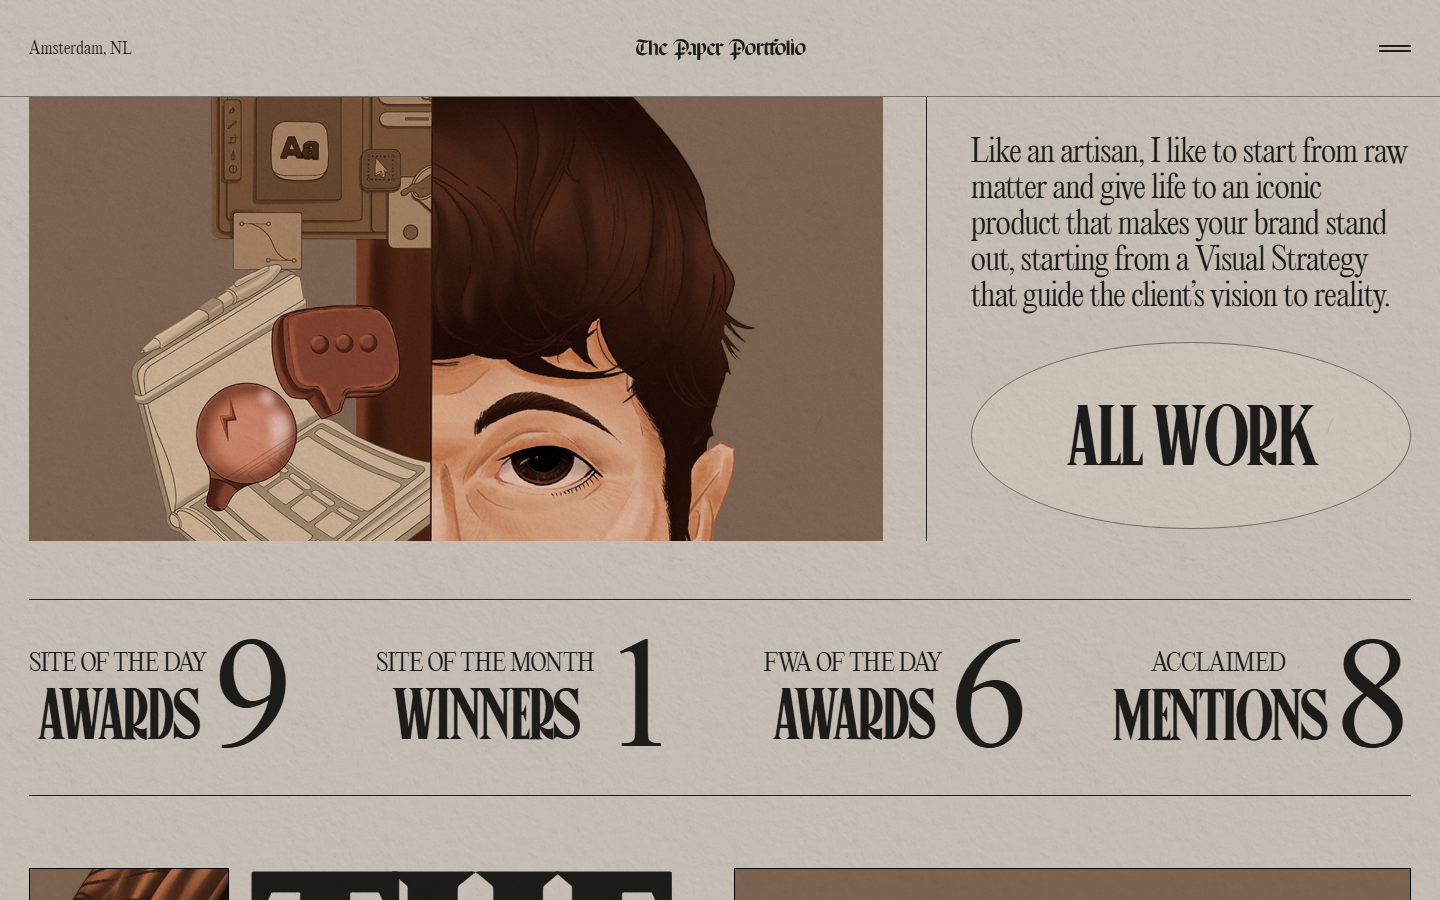 Amsterdam, NL
The Paper Portfolio
Aa
Like an artisan, I like to start from raw
matter and give life to an iconic
product that makes your brand stand
out, starting from a Visual Strategy
that guide the client’s vision to reality.
ALL WORK
SITE OF THE DAY
AWARDS
9
SITE OF THE MONTH
WINNERS
1
FWA OF THE DAY
AWARDS
6
ACCLAIMED
MENTIONS
8